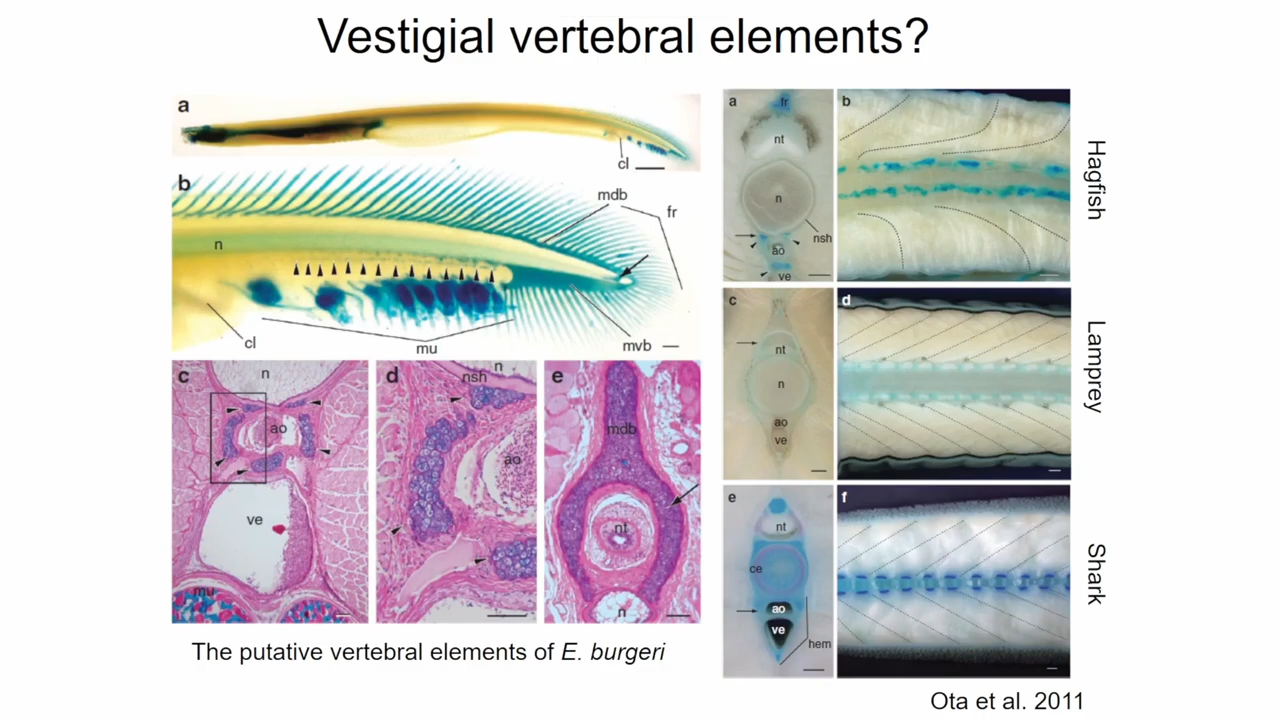 Vestigial vertebral elements?
a
cl
b
mdb
fr
n
cl
mu
mvb
c
n
ao
ve
mu
d
n
nsh
ao
e
mdb
nt
n
The putative vertebral elements of E. burgeri
a
fr
nt
n
nsh
ao
ve
b
Hagfish
c
nt
n
ao
ve
d
Lamprey
e
nt
ce
ao
ve
hem
f
Shark
Ota et al. 2011